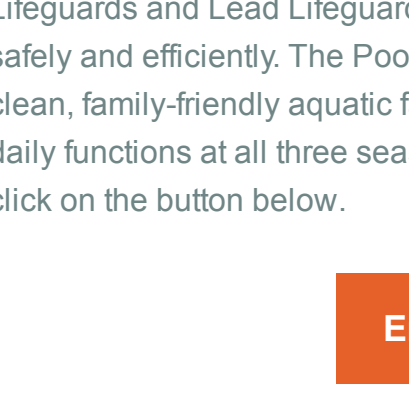 Lifeguards and Lead Lifeguar
safely and efficiently. The Poo
clean, family-friendly aquatic f
daily functions at all three sea
click on the button below.
E